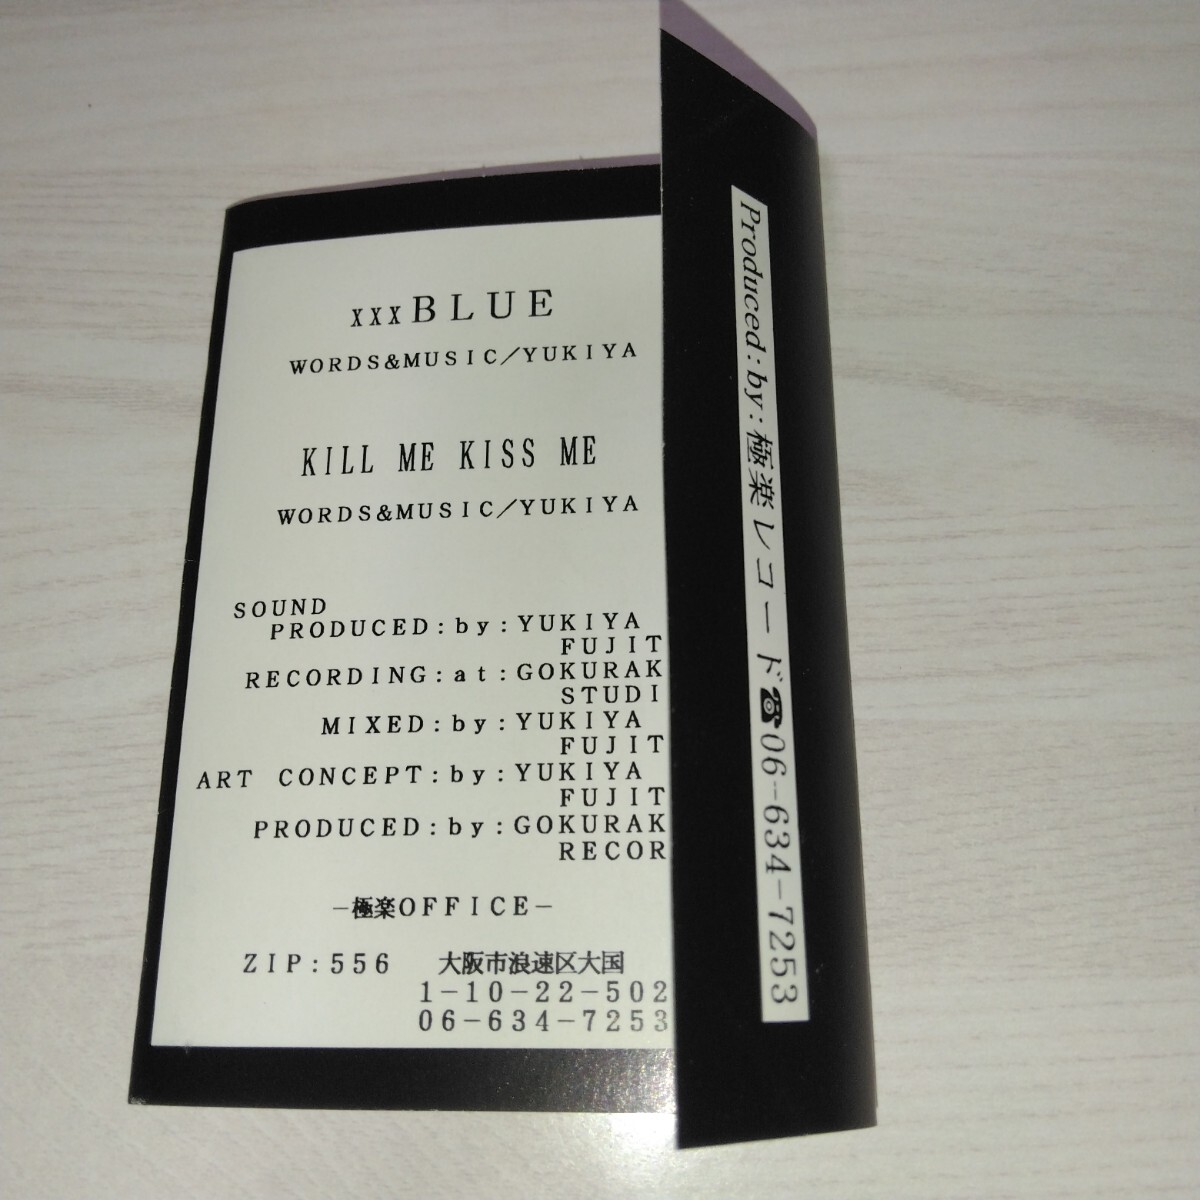 xxxBLUE
WORDS&MUSIC／YUKIYA
KILL ME KISS ME
WORDS&MUSIC／YUKIYA
SOUND
PRODUCED:by:YUKIYA
FUJIT
RECORDING:at:GOKURAK
STUDI
MIXED:by:YUKIYA
FUJIT
ART CONCEPT:by:YUKIYA
FUJIT
PRODUCED:by:GOKURAK
RECOR
－極楽OFFICE－
ZIP:556 大阪市浪速区大国
1-10-22-502
06-634-7253
Produced:by:極楽レコード☎06-634-7253